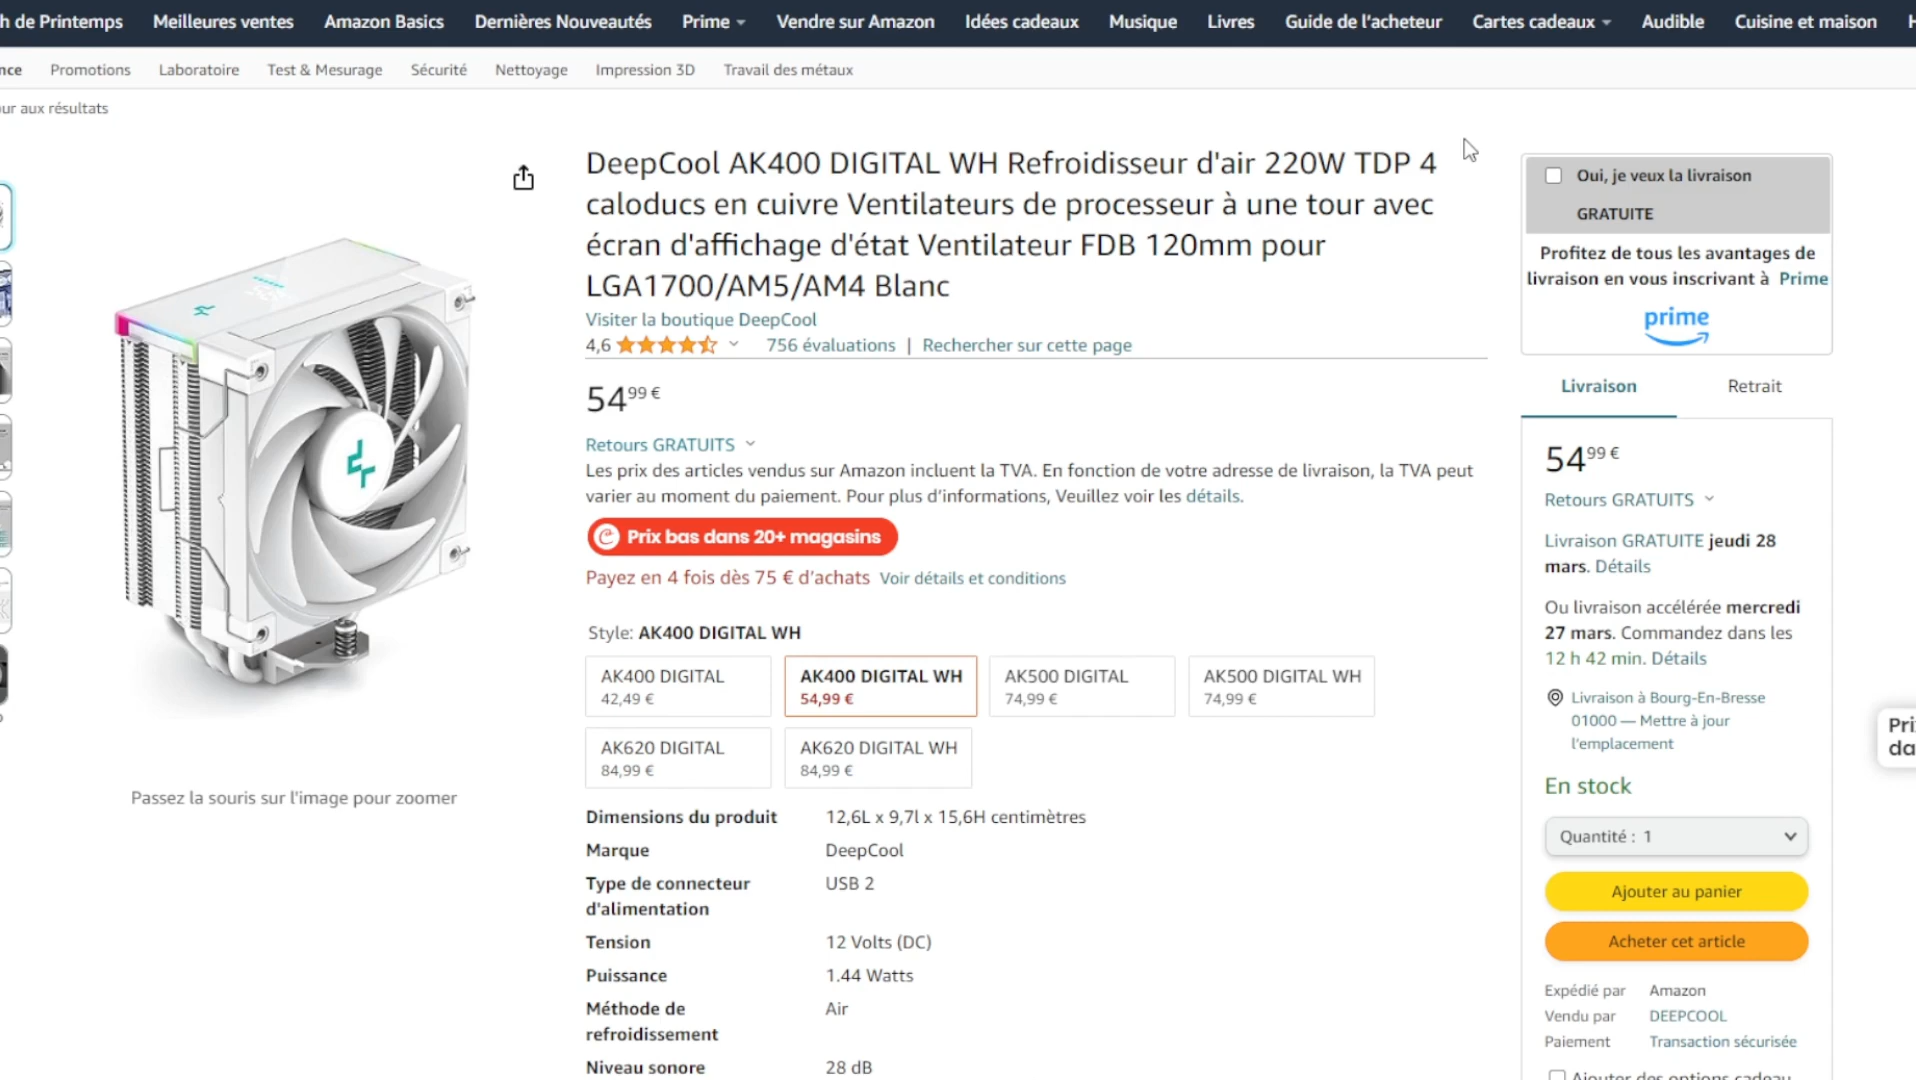 h de Printemps
Meilleures ventes
Amazon Basics
Dernières Nouveautés
Prime
Vendre sur Amazon
Idées cadeaux
Musique
Livres
Guide de l'acheteur
Cartes cadeaux
Audible
Cuisine et maison
nce
Promotions
Laboratoire
Test & Mesurage
Sécurité
Nettoyage
Impression 3D
Travail des métaux
ur aux résultats
DeepCool AK400 DIGITAL WH Refroidisseur d'air 220W TDP 4
caloducs en cuivre Ventilateurs de processeur à une tour avec
écran d'affichage d'état Ventilateur FDB 120mm pour
LGA1700/AM5/AM4 Blanc
Visiter la boutique DeepCool
4,6
756 évaluations | Rechercher sur cette page
54,99 €
Retours GRATUITS
Les prix des articles vendus sur Amazon incluent la TVA. En fonction de votre adresse de livraison, la TVA peut
varier au moment du paiement. Pour plus d'informations, Veuillez voir les détails.
Prix bas dans 20+ magasins
Payez en 4 fois dès 75 € d'achats Voir détails et conditions
Style: AK400 DIGITAL WH
AK400 DIGITAL
42,49 €
AK400 DIGITAL WH
54,99 €
AK500 DIGITAL
74,99 €
AK500 DIGITAL WH
74,99 €
AK620 DIGITAL
84,99 €
AK620 DIGITAL WH
84,99 €
Passez la souris sur l'image pour zoomer
Dimensions du produit 12,6L x 9,7l x 15,6H centimètres
Marque DeepCool
Type de connecteur USB 2
d'alimentation
Tension 12 Volts (DC)
Puissance 1.44 Watts
Méthode de Air
refroidissement
Niveau sonore 28 dB
Oui, je veux la livraison
GRATUITE
Profitez de tous les avantages de
livraison en vous inscrivant à Prime
prime
Livraison
Retrait
54,99 €
Retours GRATUITS
Livraison GRATUITE jeudi 28
mars. Détails
Ou livraison accélérée mercredi
27 mars. Commandez dans les
12 h 42 min. Détails
Livraison à Bourg-En-Bresse
01000 — Mettre à jour
l'emplacement
En stock
Quantité : 1
Ajouter au panier
Acheter cet article
Expédié par Amazon
Vendu par DEEPCOOL
Paiement Transaction sécurisée
Ajouter des options cadeau
Pri
da